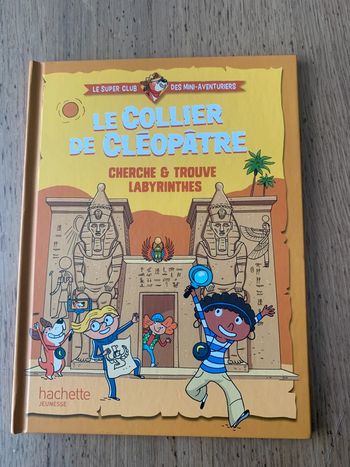 LE SUPER CLUB DES MINI-AVENTURIERS
LE COLLIER
DE CLÉOPÂTRE
CHERCHE & TROUVE
LABYRINTHES
hachette
JEUNESSE